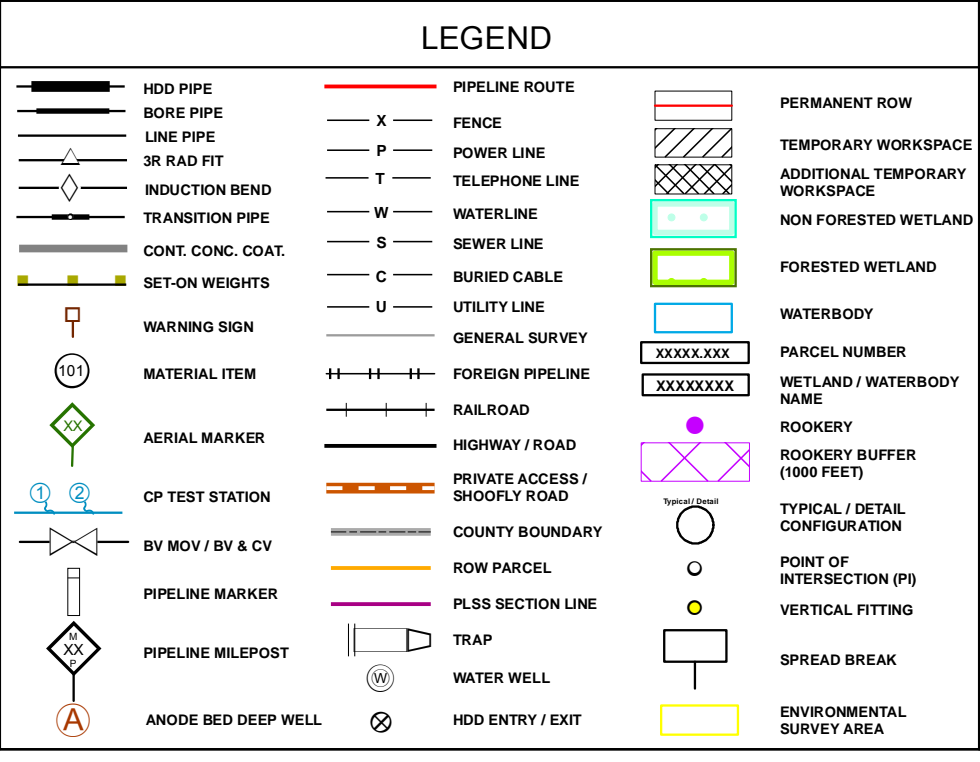 LEGEND
HDD PIPE
BORE PIPE
LINE PIPE
3R RAD FIT
INDUCTION BEND
TRANSITION PIPE
CONT. CONC. COAT.
SET-ON WEIGHTS
WARNING SIGN
101
MATERIAL ITEM
XX
AERIAL MARKER
1 2
CP TEST STATION
BV MOV / BV & CV
PIPELINE MARKER
M
XX
P
PIPELINE MILEPOST
A
ANODE BED DEEP WELL
PIPELINE ROUTE
X
FENCE
P
POWER LINE
T
TELEPHONE LINE
W
WATERLINE
S
SEWER LINE
C
BURIED CABLE
U
UTILITY LINE
GENERAL SURVEY
FOREIGN PIPELINE
RAILROAD
HIGHWAY / ROAD
PRIVATE ACCESS /
SHOOFLY ROAD
COUNTY BOUNDARY
ROW PARCEL
PLSS SECTION LINE
TRAP
W
WATER WELL
HDD ENTRY / EXIT
PERMANENT ROW
TEMPORARY WORKSPACE
ADDITIONAL TEMPORARY
WORKSPACE
NON FORESTED WETLAND
FORESTED WETLAND
WATERBODY
XXXXX.XXX
PARCEL NUMBER
XXXXXXXX
WETLAND / WATERBODY
NAME
ROOKERY
ROOKERY BUFFER
(1000 FEET)
Typical / Detail
TYPICAL / DETAIL
CONFIGURATION
POINT OF
INTERSECTION (PI)
VERTICAL FITTING
SPREAD BREAK
ENVIRONMENTAL
SURVEY AREA